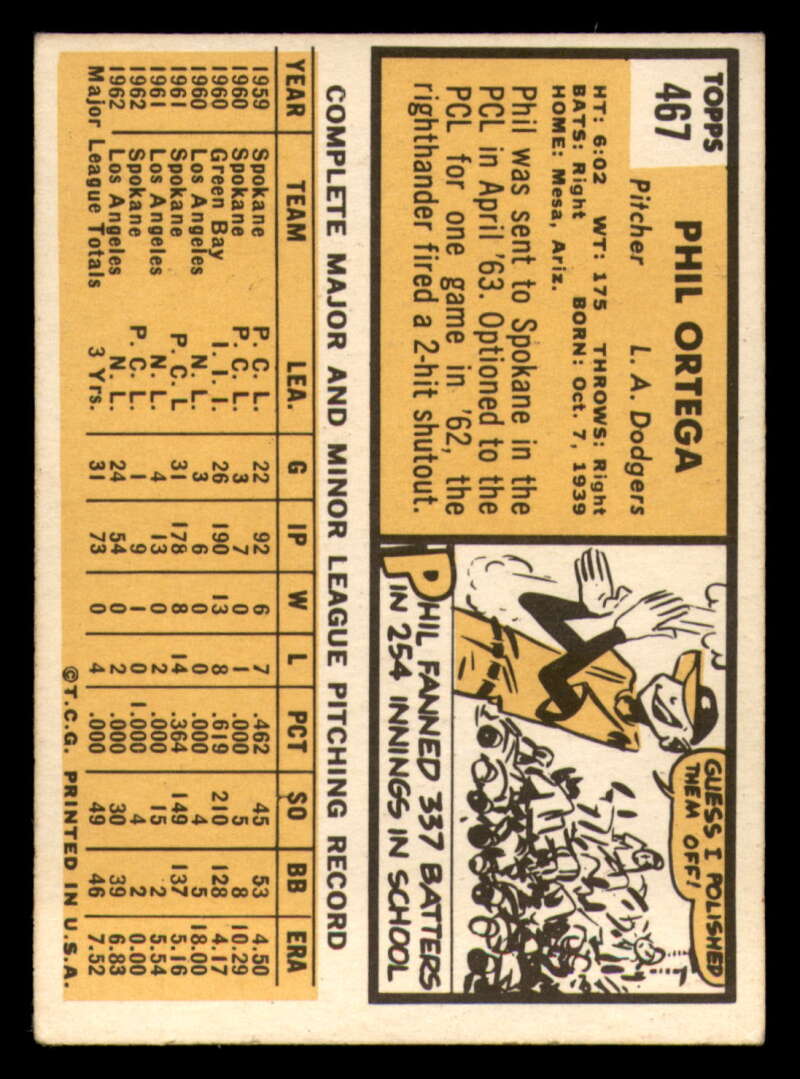 TOPPS
467
PHIL ORTEGA
Pitcher L. A. Dodgers
HT: 6:02 WT: 175 THROWS: Right
BATS: Right BORN: Oct. 7, 1939
HOME: Mesa, Ariz.
Phil was sent to Spokane in the
PCL in April '63. Optioned to the
PCL for one game in '62, the
righthander fired a 2-hit shutout.
GUESS I POLISHED
THEM OFF!
PHIL FANNED 337 BATTERS
IN 254 INNINGS IN SCHOOL
COMPLETE MAJOR AND MINOR LEAGUE PITCHING RECORD
YEAR TEAM LEA. G IP W L PCT SO BB ERA
1959 Spokane P. C. L. 22 92 6 7 .462 45 53 4.50
1960 Spokane P. C. L. 3 7 0 1 .000 5 8 10.29
1960 Green Bay I. I. I. 26 190 13 8 .619 210 128 4.17
1960 Los Angeles N. L. 3 6 0 0 .000 4 5 18.00
1961 Spokane P. C. L 31 178 8 14 .364 149 137 5.16
1961 Los Angeles N. L. 4 13 0 2 .000 15 2 5.54
1962 Spokane P. C. L. 1 9 1 0 1.000 4 2 0.00
1962 Los Angeles N. L. 24 54 0 2 .000 30 39 6.83
Major League Totals 3 Yrs. 31 73 0 4 .000 49 46 7.52
©T.C.G. PRINTED IN U.S.A.